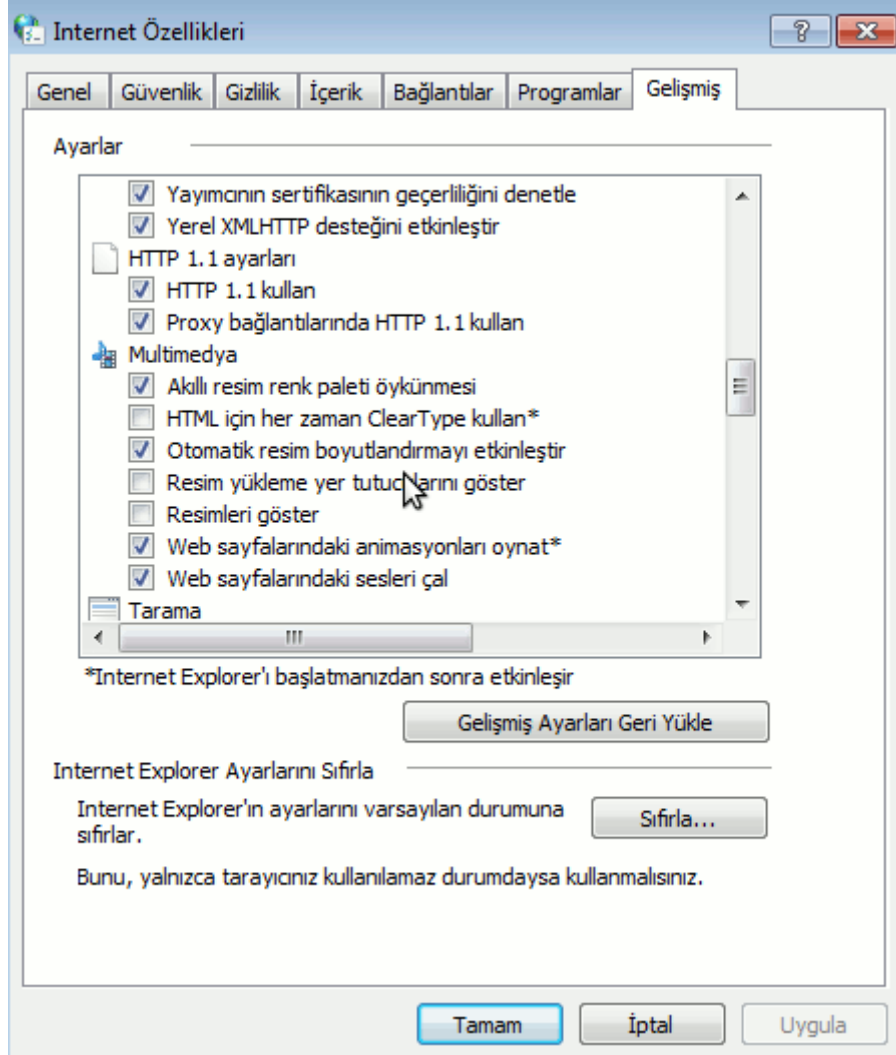 Internet Özellikleri
Genel Güvenlik Gizlilik İçerik Bağlantılar Programlar Gelişmiş
Ayarlar
Yayımcının sertifikasının geçerliliğini denetle
Yerel XMLHTTP desteğini etkinleştir
HTTP 1.1 ayarları
HTTP 1.1 kullan
Proxy bağlantılarında HTTP 1.1 kullan
Multimedya
Akıllı resim renk paleti öykünmesi
HTML için her zaman ClearType kullan*
Otomatik resim boyutlandırmayı etkinleştir
Resim yükleme yer tutucularını göster
Resimleri göster
Web sayfalarındaki animasyonları oynat*
Web sayfalarındaki sesleri çal
Tarama
*Internet Explorer'ı başlatmanızdan sonra etkinleşir
Gelişmiş Ayarları Geri Yükle
Internet Explorer Ayarlarını Sıfırla
Internet Explorer'ın ayarlarını varsayılan durumuna
sıfırlar.
Sıfırla...
Bunu, yalnızca tarayıcınız kullanılamaz durumdaysa kullanmalısınız.
Tamam İptal Uygula